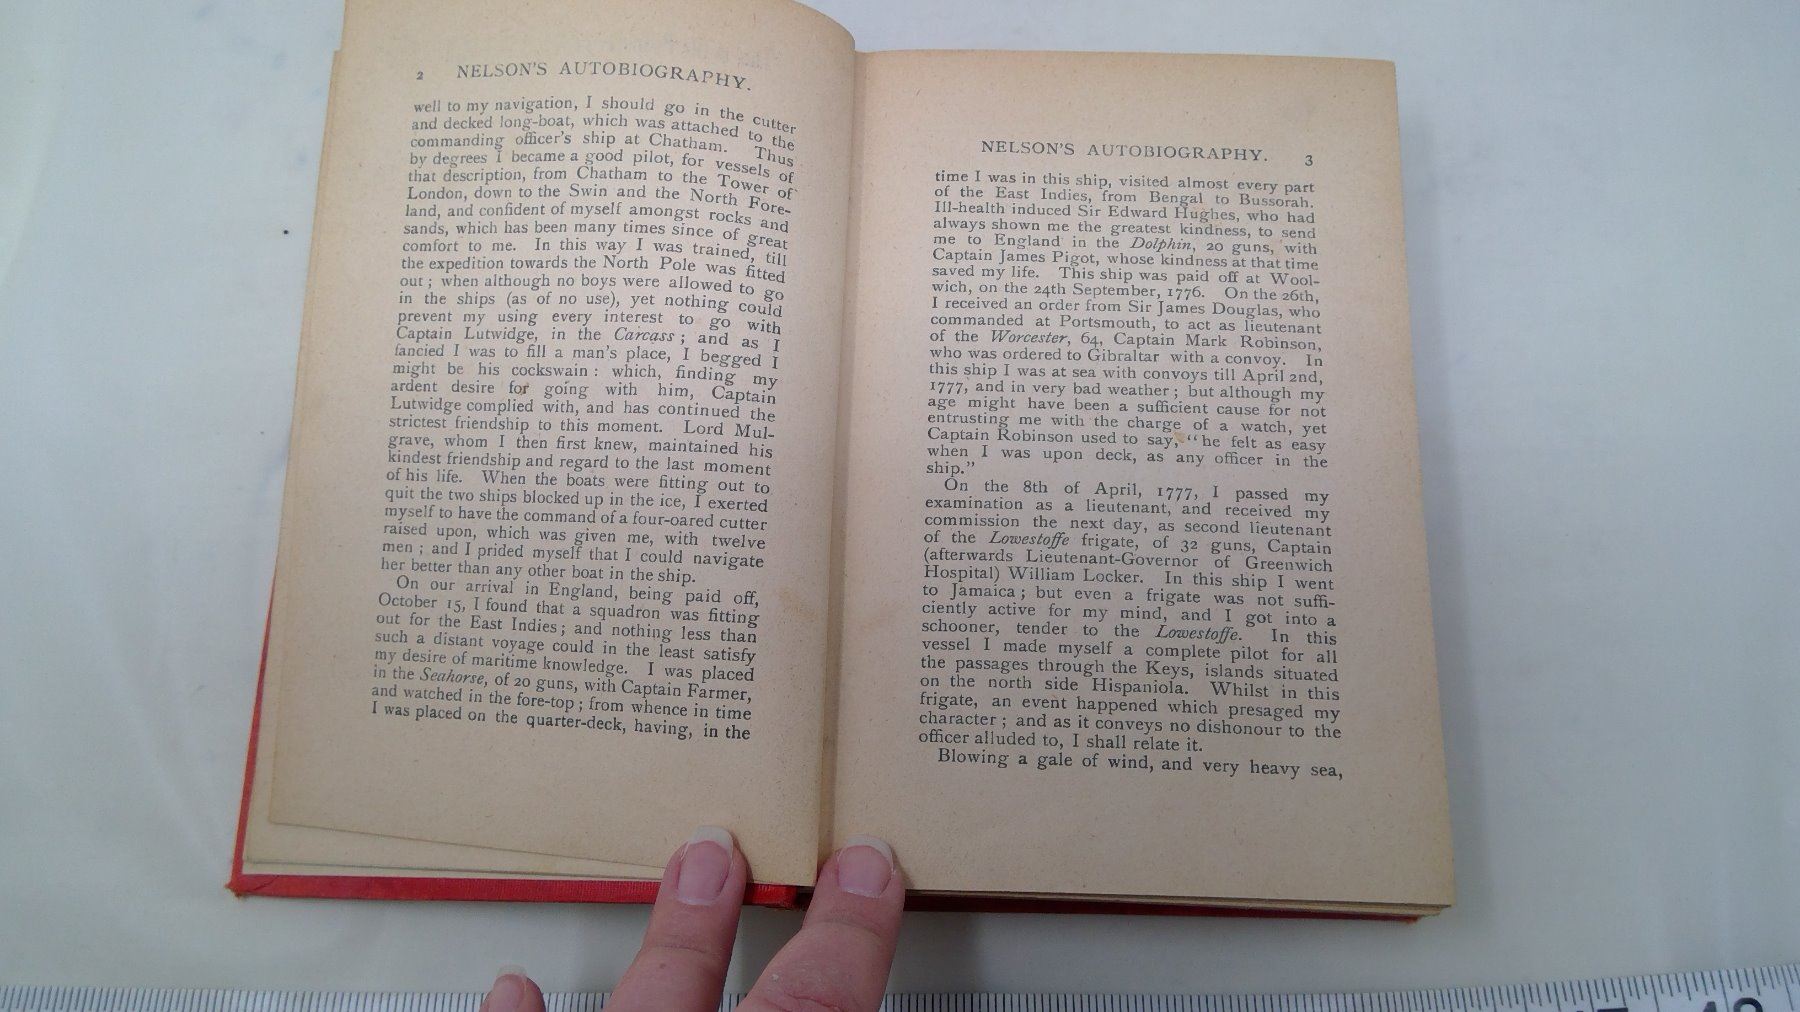 2 NELSON'S AUTOBIOGRAPHY.
well to my navigation, I should go in the cutter
and decked long-boat, which was attached to the
commanding officer's ship at Chatham. Thus
by degrees I became a good pilot, for vessels of
that description, from Chatham to the Tower of
London, down to the Swin and the North Fore-
land, and confident of myself amongst rocks and
sands, which has been many times since of great
comfort to me. In this way I was trained, till
the expedition towards the North Pole was fitted
out; when although no boys were allowed to go
in the ships (as of no use), yet nothing could
prevent my using every interest to go with
Captain Lutwidge, in the Carcass; and as I
fancied I was to fill a man's place, I begged I
might be his cockswain: which, finding my
ardent desire for going with him, Captain
Lutwidge complied with, and has continued the
strictest friendship to this moment. Lord Mul-
grave, whom I then first knew, maintained his
kindest friendship and regard to the last moment
of his life. When the boats were fitting out to
quit the two ships blocked up in the ice, I exerted
myself to have the command of a four-oared cutter
raised upon, which was given me, with twelve
men; and I prided myself that I could navigate
her better than any other boat in the ship.
On our arrival in England, being paid off,
October 15, I found that a squadron was fitting
out for the East Indies; and nothing less than
such a distant voyage could in the least satisfy
my desire of maritime knowledge. I was placed
in the Seahorse, of 20 guns, with Captain Farmer,
and watched in the fore-top; from whence in time
I was placed on the quarter-deck, having, in the
NELSON'S AUTOBIOGRAPHY. 3
time I was in this ship, visited almost every part
of the East Indies, from Bengal to Bussorah.
Ill-health induced Sir Edward Hughes, who had
always shown me the greatest kindness, to send
me to England in the Dolphin, 20 guns, with
Captain James Pigot, whose kindness at that time
saved my life. This ship was paid off at Wool-
wich, on the 24th September, 1776. On the 26th,
I received an order from Sir James Douglas, who
commanded at Portsmouth, to act as lieutenant
of the Worcester, 64, Captain Mark Robinson,
who was ordered to Gibraltar with a convoy. In
this ship I was at sea with convoys till April 2nd,
1777, and in very bad weather; but although my
age might have been a sufficient cause for not
entrusting me with the charge of a watch, yet
Captain Robinson used to say, "he felt as easy
when I was upon deck, as any officer in the
ship."
On the 8th of April, 1777, I passed my
examination as a lieutenant, and received my
commission the next day, as second lieutenant
of the Lowestoffe frigate, of 32 guns, Captain
(afterwards Lieutenant-Governor of Greenwich
Hospital) William Locker. In this ship I went
to Jamaica; but even a frigate was not suffi-
ciently active for my mind, and I got into a
schooner, tender to the Lowestoffe. In this
vessel I made myself a complete pilot for all
the passages through the Keys, islands situated
on the north side Hispaniola. Whilst in this
frigate, an event happened which presaged my
character; and as it conveys no dishonour to the
officer alluded to, I shall relate it.
Blowing a gale of wind, and very heavy sea,